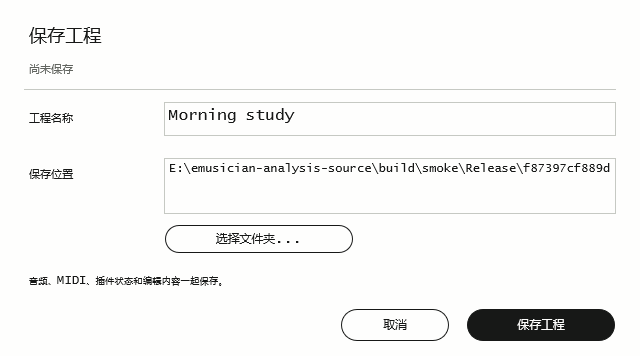 保存工程
尚未保存
工程名称
Morning study
保存位置
E:\emusician-analysis-source\build\smoke\Release\f87397cf889d
选择文件夹...
音频、MIDI、插件状态和编辑内容一起保存。
取消
保存工程